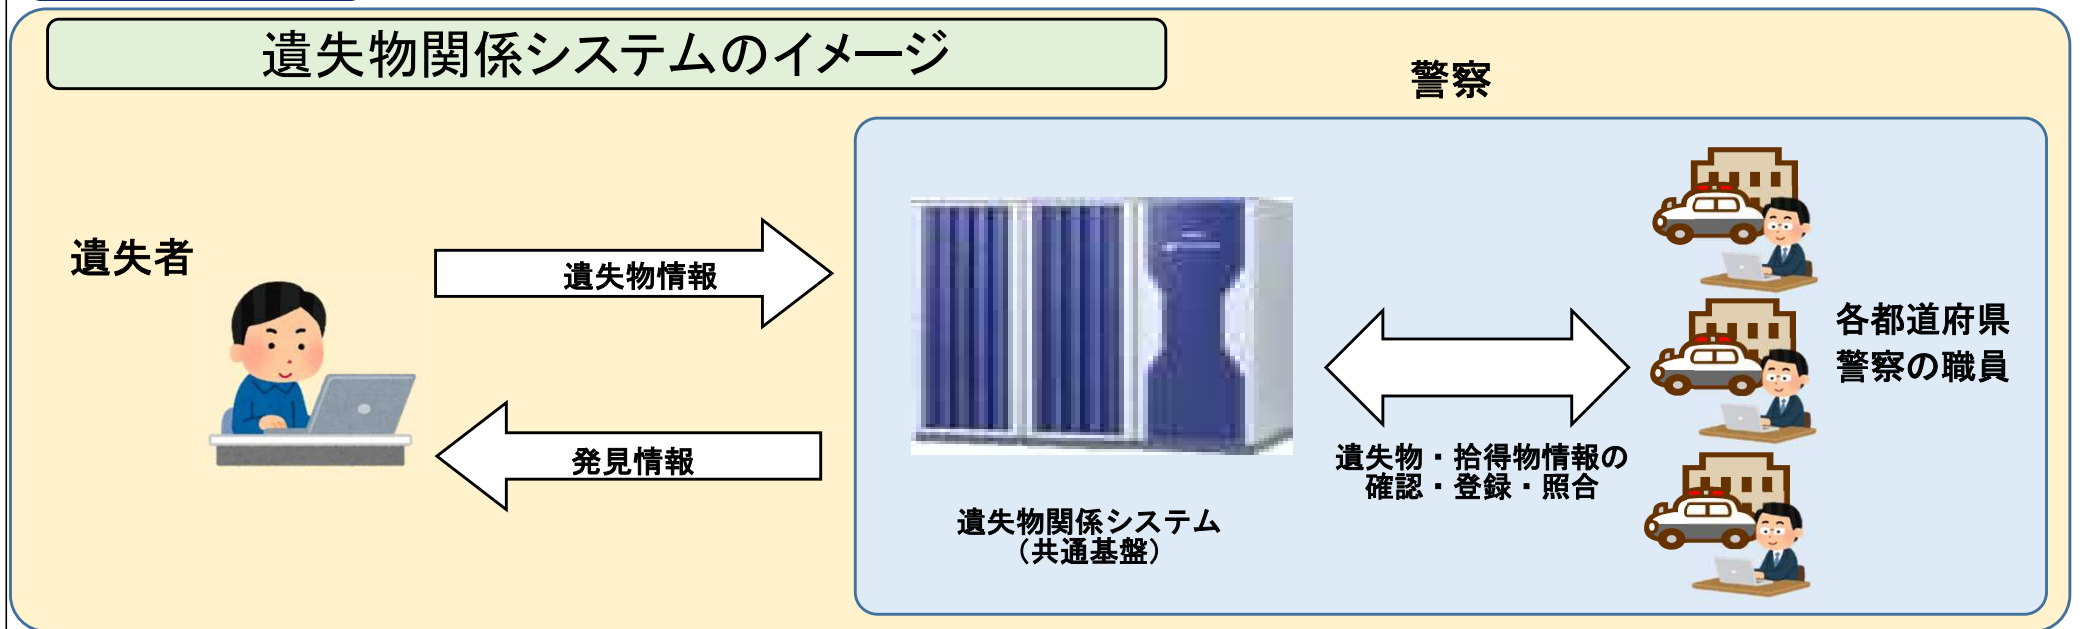 遺失物関係システムのイメージ
警察
遺失者
遺失物情報
発見情報
遺失物関係システム
（共通基盤）
遺失物・拾得物情報の
確認・登録・照合
各都道府県
警察の職員